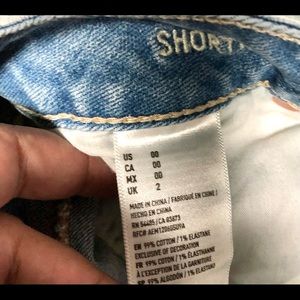 SHORT
US 00
CA 00
MX 00
UK 2
MADE IN CHINA / FABRIQUÉ EN CHINE /
HECHO EN CHINA
RN 54485/CA 03873
EN 99% COTTON / 1% ELASTANE
EXCLUSIVE OF DECORATION
FR 99% COTON / 1% ÉLASTHANNE
À L'EXCEPTION DE LA GARNITURE
SP 99% ALGODÓN / 1% ELASTANO